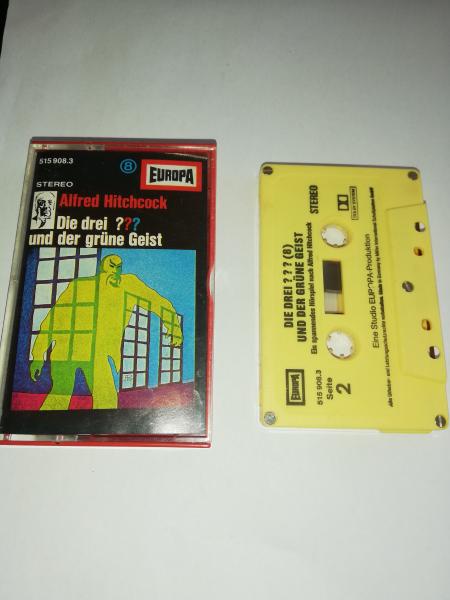 515 908.3
8
EUROPA
STEREO
Alfred Hitchcock
Die drei ???
und der grüne Geist
DIE DREI ? ? ? (8)
UND DER GRÜNE GEIST
Ein spannendes Hörspiel nach Alfred Hitchcock
STEREO
EUROPA
515 908.3
Seite
2
Eine Studio EUROPA-Produktion